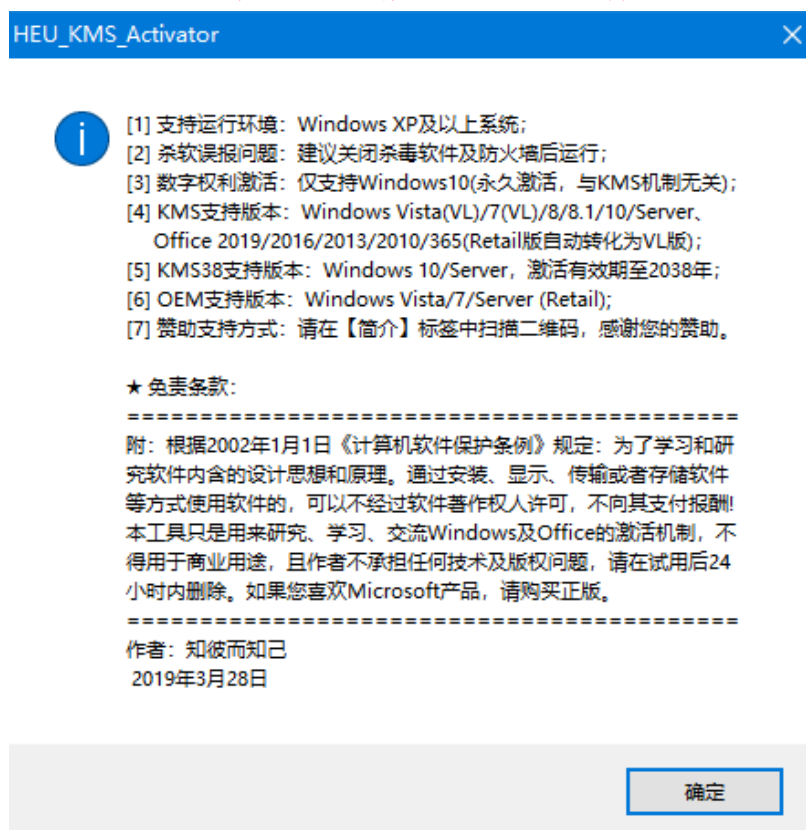 HEU_KMS_Activator
[1] 支持运行环境：Windows XP及以上系统;
[2] 杀软误报问题：建议关闭杀毒软件及防火墙后运行;
[3] 数字权利激活：仅支持Windows10(永久激活，与KMS机制无关);
[4] KMS支持版本：Windows Vista(VL)/7(VL)/8/8.1/10/Server、
Office 2019/2016/2013/2010/365(Retail版自动转化为VL版);
[5] KMS38支持版本：Windows 10/Server，激活有效期至2038年;
[6] OEM支持版本：Windows Vista/7/Server (Retail);
[7] 赞助支持方式：请在【简介】标签中扫描二维码，感谢您的赞助。
★ 免责条款：
============================================
附：根据2002年1月1日《计算机软件保护条例》规定：为了学习和研
究软件内含的设计思想和原理。通过安装、显示、传输或者存储软件
等方式使用软件的，可以不经过软件著作权人许可，不向其支付报酬!
本工具只是用来研究、学习、交流Windows及Office的激活机制，不
得用于商业用途，且作者不承担任何技术及版权问题，请在试用后24
小时内删除。如果您喜欢Microsoft产品，请购买正版。
============================================
作者：知彼而知己
2019年3月28日
确定